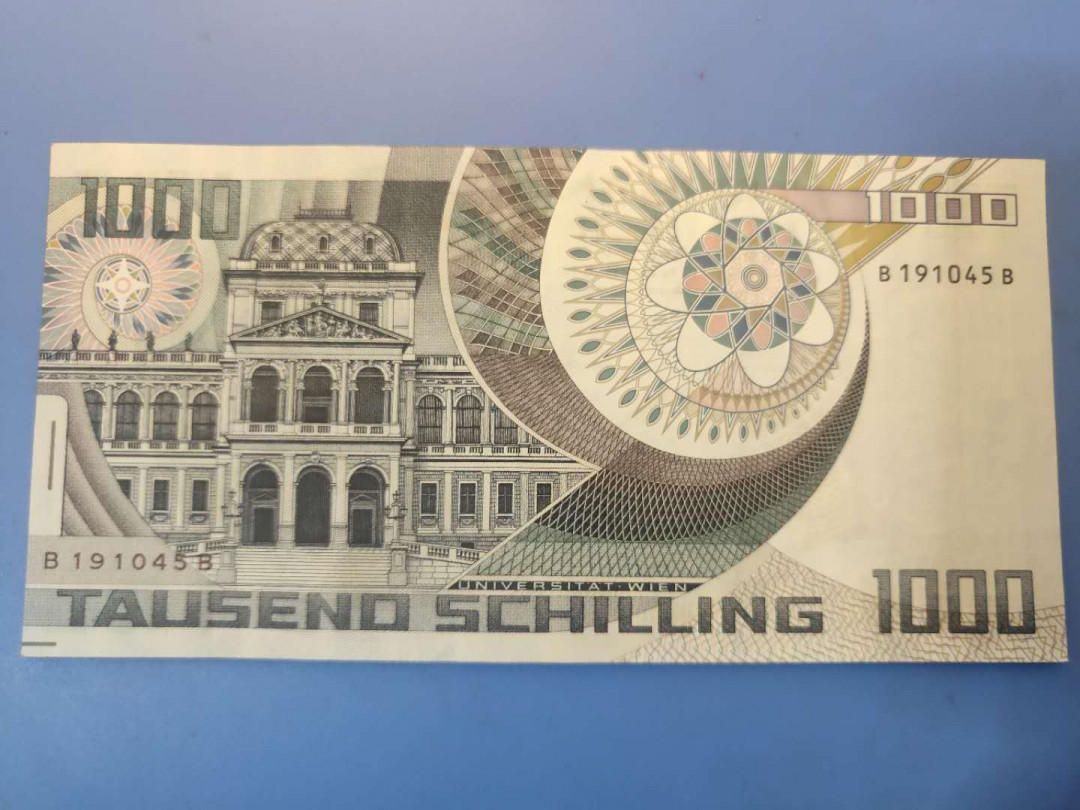 1000
1000
B 191045 B
B 191045 B
UNIVERSITÄT · WIEN
TAUSEND SCHILLING 1000